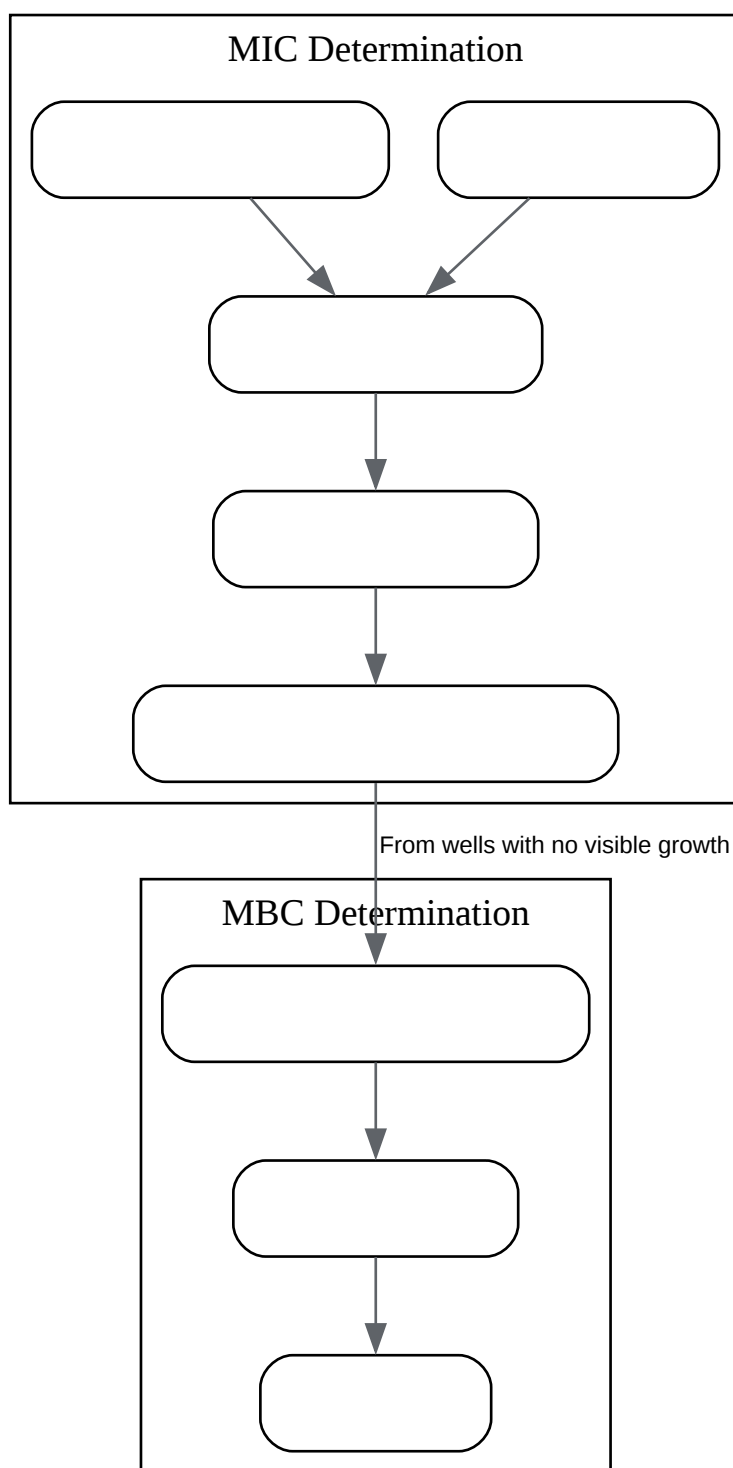 MIC Determination
From wells with no visible growth
MBC Determination